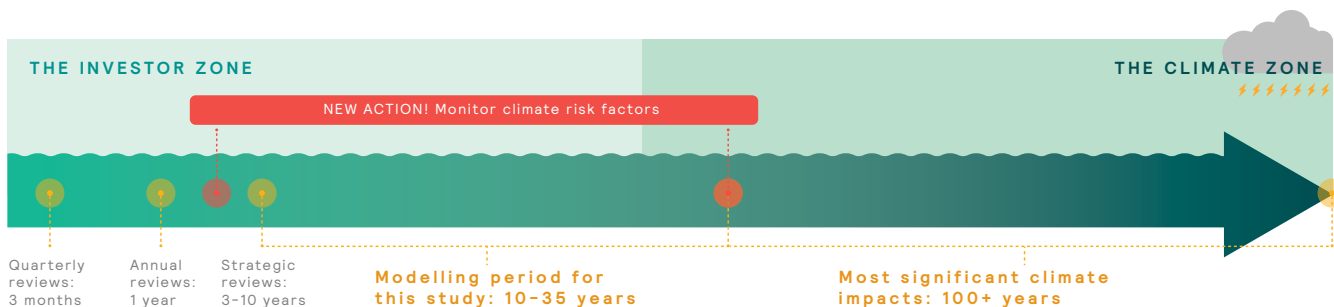 THE INVESTOR ZONE
THE CLIMATE ZONE
NEW ACTION! Monitor climate risk factors
Quarterly
reviews:
3 months
Annual
reviews:
1 year
Strategic
reviews:
3–10 years
Modelling period for
this study: 10–35 years
Most significant climate
impacts: 100+ years